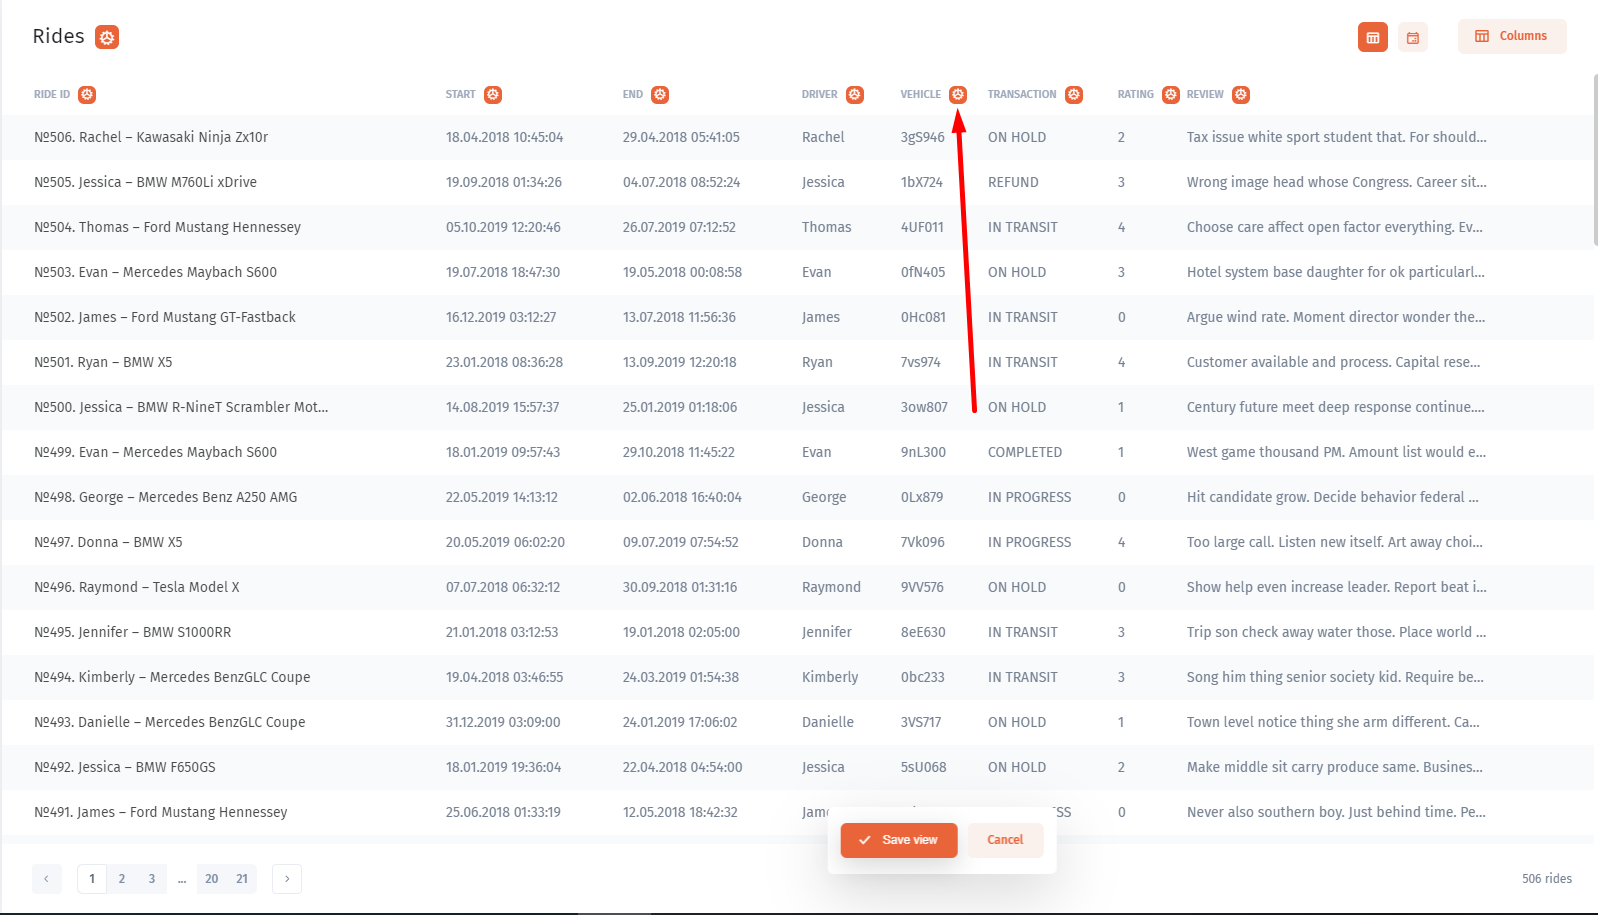 Rides
Columns
RIDE ID START END DRIVER VEHICLE TRANSACTION RATING REVIEW
№506. Rachel – Kawasaki Ninja Zx10r 18.04.2018 10:45:04 29.04.2018 05:41:05 Rachel 3gS946 ON HOLD 2 Tax issue white sport student that. For should...
№505. Jessica – BMW M760Li xDrive 19.09.2018 01:34:26 04.07.2018 08:52:24 Jessica 1bX724 REFUND 3 Wrong image head whose Congress. Career sit...
№504. Thomas – Ford Mustang Hennessey 05.10.2019 12:20:46 26.07.2019 07:12:52 Thomas 4UF011 IN TRANSIT 4 Choose care affect open factor everything. Ev...
№503. Evan – Mercedes Maybach S600 19.07.2018 18:47:30 19.05.2018 00:08:58 Evan 0fN405 ON HOLD 3 Hotel system base daughter for ok particularl...
№502. James – Ford Mustang GT-Fastback 16.12.2019 03:12:27 13.07.2018 11:56:36 James 0Hc081 IN TRANSIT 0 Argue wind rate. Moment director wonder the...
№501. Ryan – BMW X5 23.01.2018 08:36:28 13.09.2019 12:20:18 Ryan 7vs974 IN TRANSIT 4 Customer available and process. Capital rese...
№500. Jessica – BMW R-NineT Scrambler Mot... 14.08.2019 15:57:37 25.01.2019 01:18:06 Jessica 3ow807 ON HOLD 1 Century future meet deep response continue....
№499. Evan – Mercedes Maybach S600 18.01.2019 09:57:43 29.10.2018 11:45:22 Evan 9nL300 COMPLETED 1 West game thousand PM. Amount list would e...
№498. George – Mercedes Benz A250 AMG 22.05.2019 14:13:12 02.06.2018 16:40:04 George 0Lx879 IN PROGRESS 0 Hit candidate grow. Decide behavior federal ...
№497. Donna – BMW X5 20.05.2019 06:02:20 09.07.2018 07:54:52 Donna 7Vk096 IN PROGRESS 4 Too large call. Listen new itself. Art away choi...
№496. Raymond – Tesla Model X 07.07.2018 06:32:12 30.09.2018 01:31:16 Raymond 9VV576 ON HOLD 0 Show help even increase leader. Report beat i...
№495. Jennifer – BMW S1000RR 21.01.2018 03:12:53 19.01.2018 02:05:00 Jennifer 8eE630 IN TRANSIT 3 Trip son check away water those. Place world ...
№494. Kimberly – Mercedes BenzGLC Coupe 19.04.2018 03:46:55 24.03.2019 01:54:38 Kimberly 0bc233 IN TRANSIT 3 Song him thing senior society kid. Require be...
№493. Danielle – Mercedes BenzGLC Coupe 31.12.2019 03:09:00 24.01.2019 17:06:02 Danielle 3VS717 ON HOLD 1 Town level notice thing she arm different. Ca...
№492. Jessica – BMW F650GS 18.01.2019 19:36:04 22.04.2018 04:54:00 Jessica 5sU068 ON HOLD 2 Make middle sit carry produce same. Busines...
№491. James – Ford Mustang Hennessey 25.06.2018 01:33:19 12.05.2018 18:42:32 0 Never also southern boy. Just behind time. Pe...
Save view Cancel
1 2 3 ... 20 21
506 rides